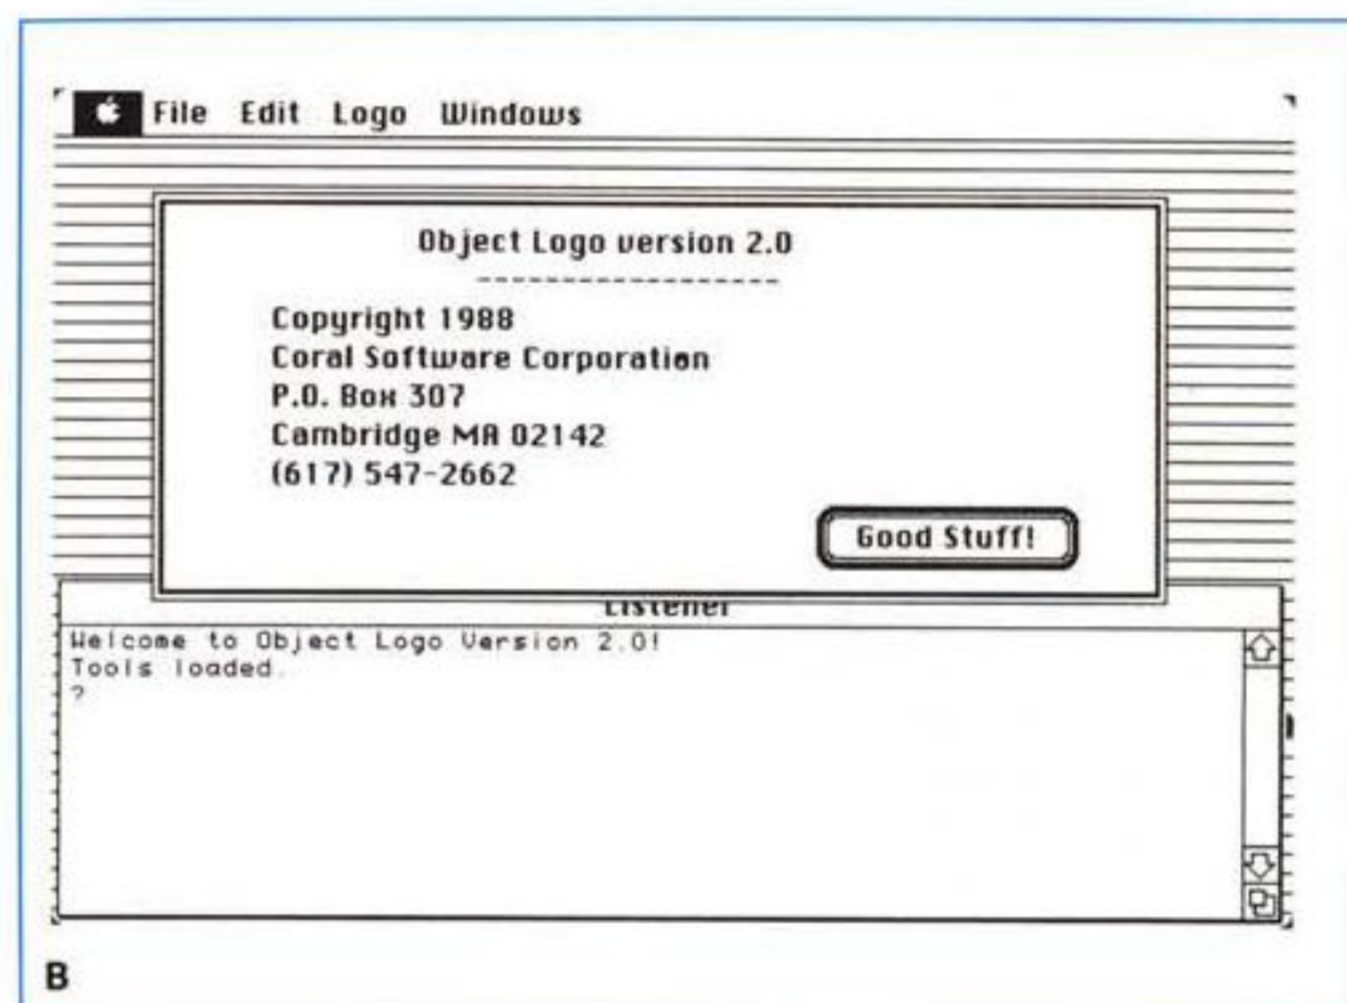 File Edit Logo Windows
Object Logo version 2.0
------------------
Copyright 1988
Coral Software Corporation
P.O. Box 307
Cambridge MA 02142
(617) 547-2662
Good Stuff!
Listener
Welcome to Object Logo Version 2.0!
Tools loaded.
?
B